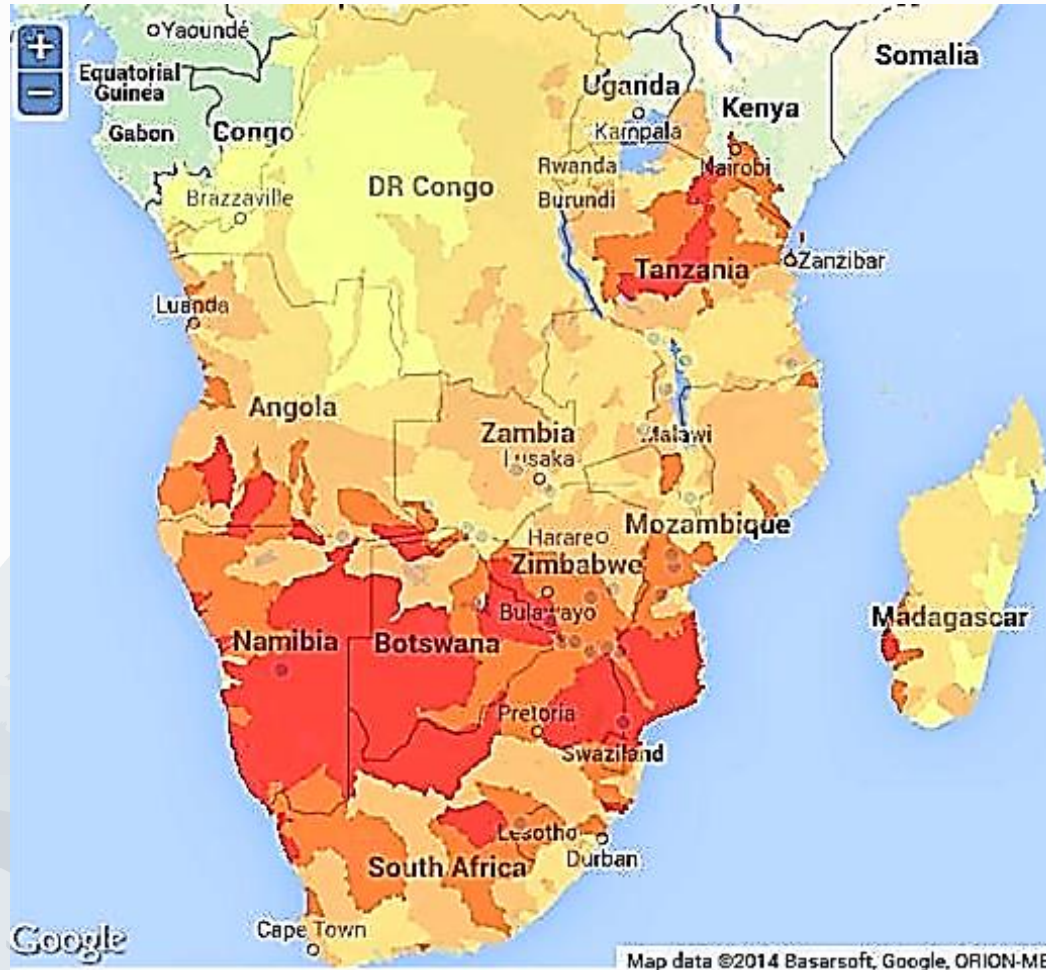 Yaoundé
Equatorial
Guinea
Gabon
Congo
Uganda
Kampala
Kenya
Somalia
Nairobi
Rwanda
Burundi
DR Congo
Brazzaville
Tanzania
Zanzibar
Luanda
Angola
Zambia
Lusaka
Malawi
Mozambique
Harare
Zimbabwe
Bulawayo
Madagascar
Namibia
Botswana
Pretoria
Swaziland
Lesotho
Durban
South Africa
Cape Town
Google
Map data ©2014 Basarsoft, Google, ORION-ME